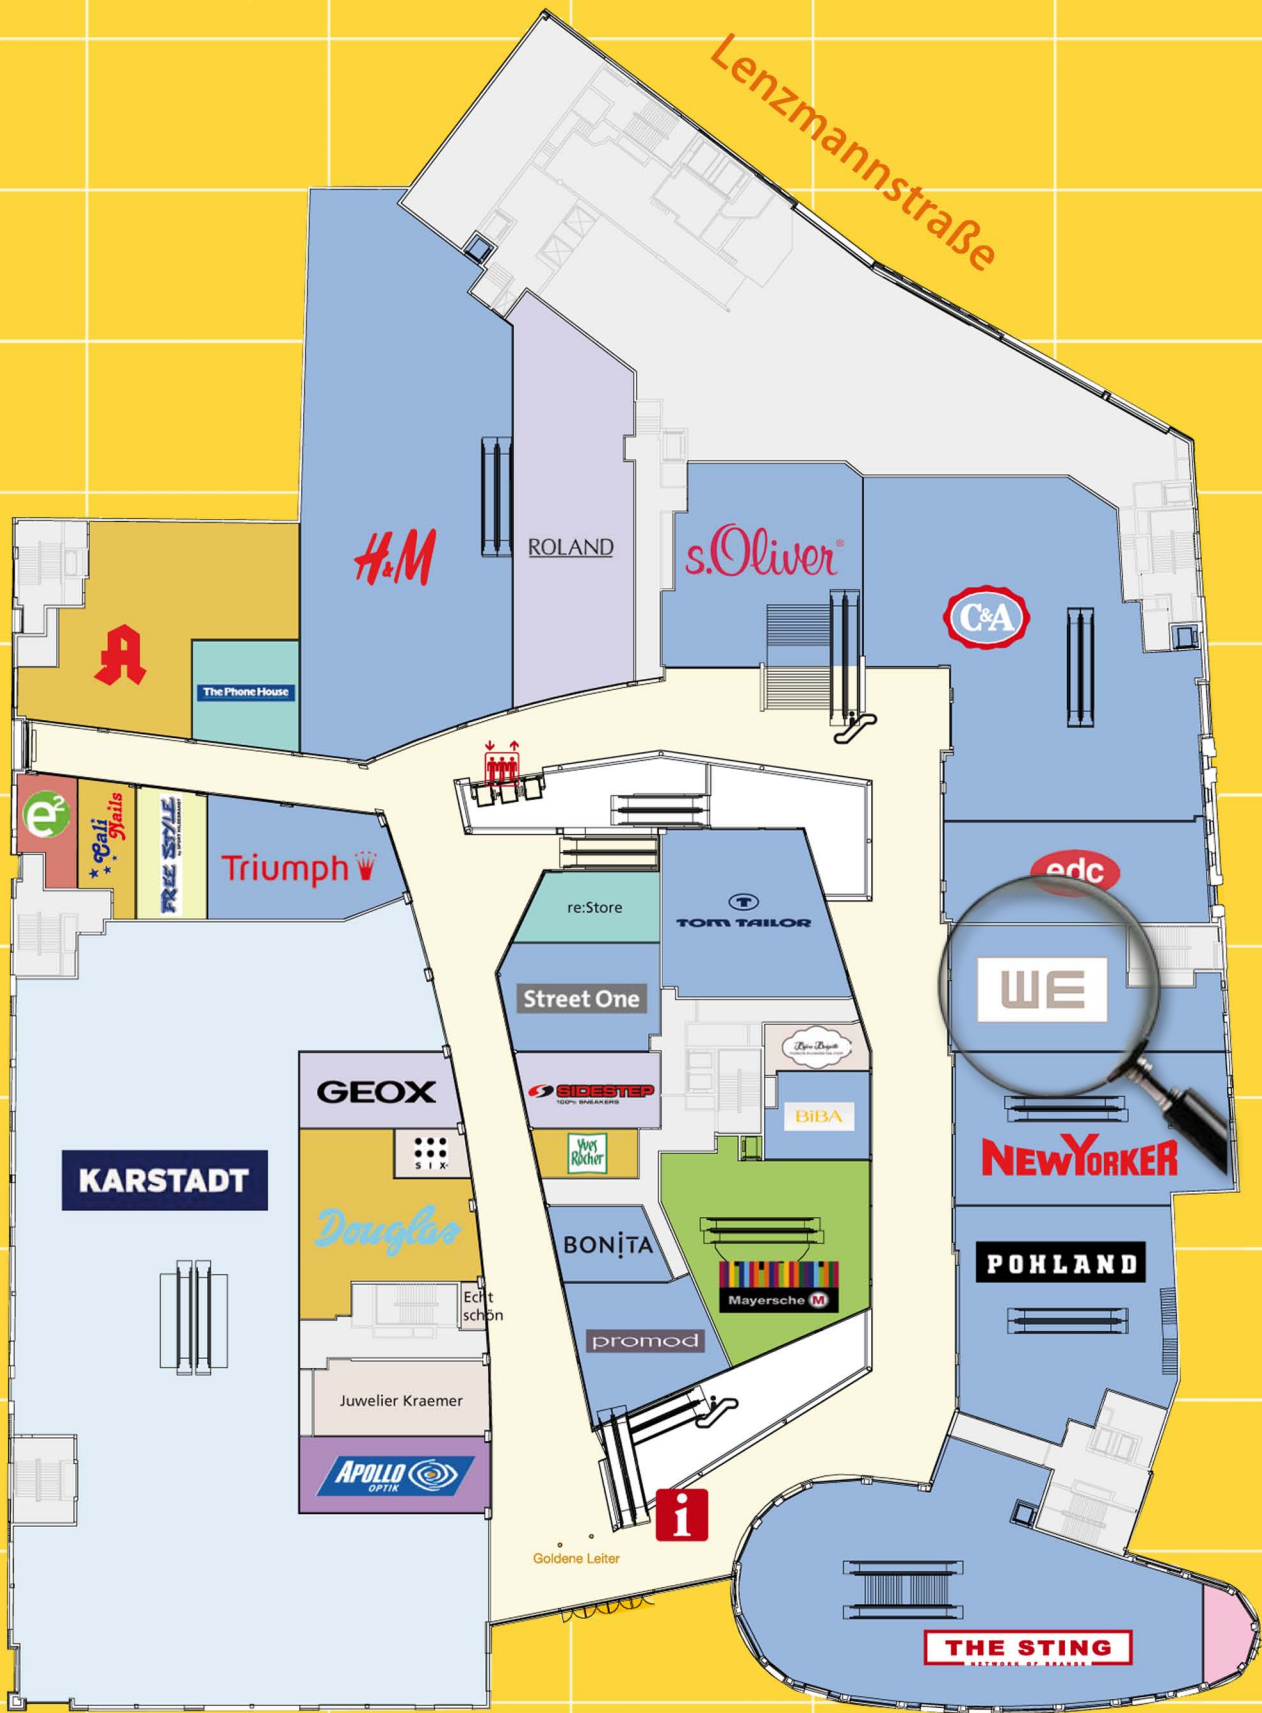 Lenzmannstraße
H&M
ROLAND
s.Oliver®
C&A
A
The Phone House
e²
Cali
Nails
FREE STYLE
Triumph
edc
re:Store
T
TOM TAILOR
Street One
WE
GEOX
SIDESTEP
100% SNEAKERS
BiBA
SIX
Yves
Rocher
NEWYORKER
KARSTADT
Douglas
BONiTA
Mayersche M
POHLAND
Echt
schön
promod
Juwelier Kraemer
APOLLO
OPTIK
i
Goldene Leiter
THE STING
NETWORK OF BRANDS